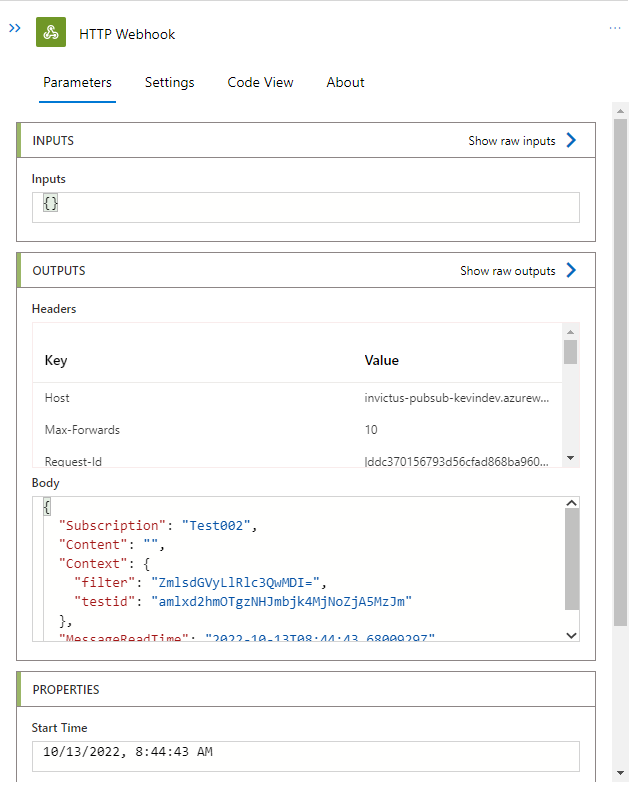 HTTP Webhook
Parameters Settings Code View About
INPUTS Show raw inputs
Inputs
{}
OUTPUTS Show raw outputs
Headers
Key Value
Host invictus-pubsub-kevindev.azurew...
Max-Forwards 10
Request-Id |ddc370156793d56cfad868ba960...
Body
{
"Subscription": "Test002",
"Content": "",
"Context": {
"filter": "ZmlsdGVyLlRlc3QwMDI=",
"testid": "amlxd2hmOTgzNHJmbjk4MjNoZjA5MzJm"
},
"MessageReadTime": "2022-10-13T08:44:43.6800929Z"
PROPERTIES
Start Time
10/13/2022, 8:44:43 AM